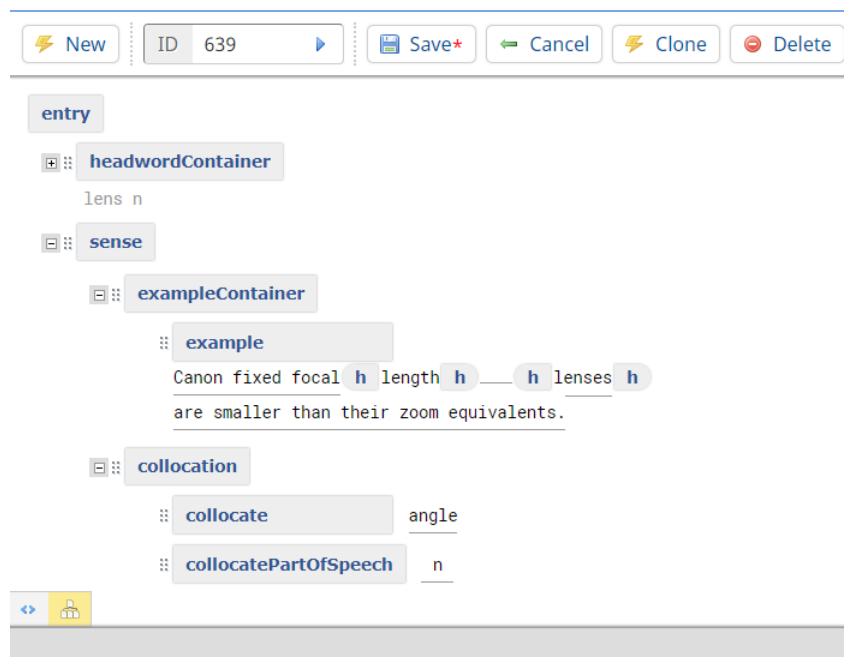 New ID 639 Save* Cancel Clone Delete
entry
headwordContainer
lens n
sense
exampleContainer
example
Canon fixed focal h length h h lenses h
are smaller than their zoom equivalents.
collocation
collocate angle
collocatePartOfSpeech n